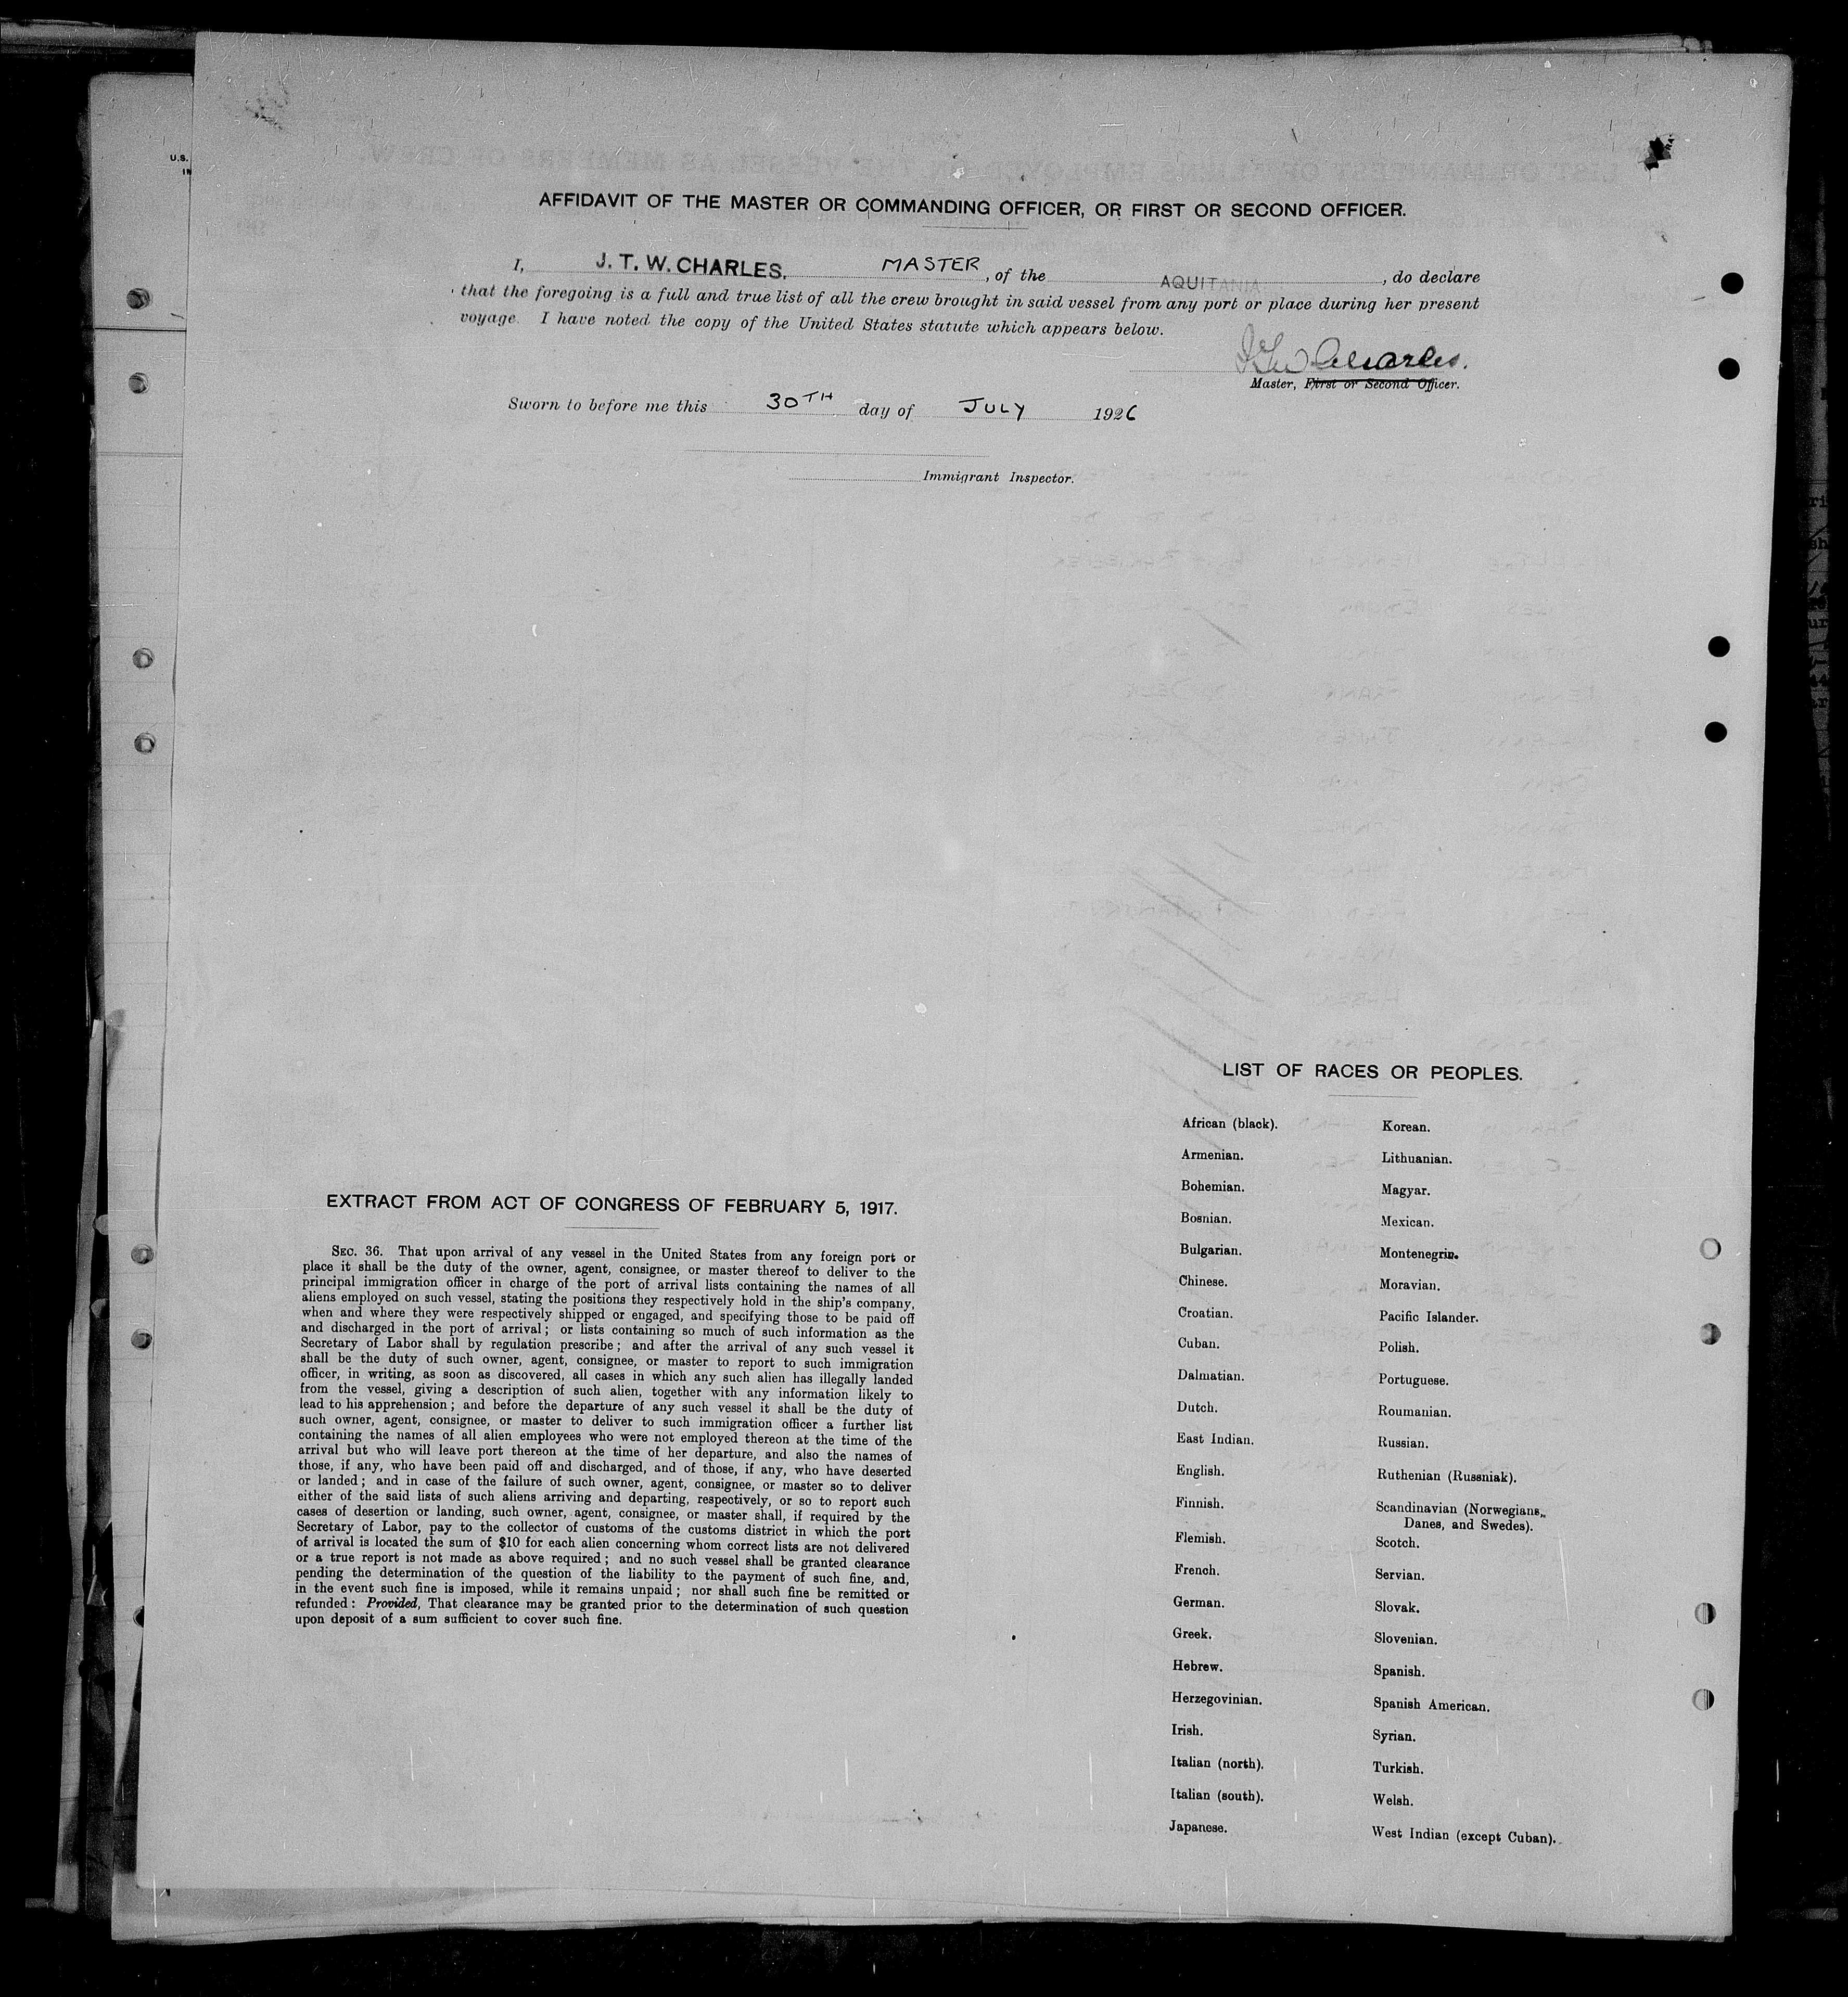 U.S.
AFFIDAVIT OF THE MASTER OR COMMANDING OFFICER, OR FIRST OR SECOND OFFICER.
I, J. T. W. CHARLES, MASTER, of the AQUITANIA, do declare
that the foregoing is a full and true list of all the crew brought in said vessel from any port or place during her present
voyage. I have noted the copy of the United States statute which appears below.
J T W Charles.
Master, First or Second Officer.
Sworn to before me this 30TH day of JULY 1926
Immigrant Inspector.
EXTRACT FROM ACT OF CONGRESS OF FEBRUARY 5, 1917.
SEC. 36. That upon arrival of any vessel in the United States from any foreign port or
place it shall be the duty of the owner, agent, consignee, or master thereof to deliver to the
principal immigration officer in charge of the port of arrival lists containing the names of all
aliens employed on such vessel, stating the positions they respectively hold in the ship's company,
when and where they were respectively shipped or engaged, and specifying those to be paid off
and discharged in the port of arrival; or lists containing so much of such information as the
Secretary of Labor shall by regulation prescribe; and after the arrival of any such vessel it
shall be the duty of such owner, agent, consignee, or master to report to such immigration
officer, in writing, as soon as discovered, all cases in which any such alien has illegally landed
from the vessel, giving a description of such alien, together with any information likely to
lead to his apprehension; and before the departure of any such vessel it shall be the duty of
such owner, agent, consignee, or master to deliver to such immigration officer a further list
containing the names of all alien employees who were not employed thereon at the time of the
arrival but who will leave port thereon at the time of her departure, and also the names of
those, if any, who have been paid off and discharged, and of those, if any, who have deserted
or landed; and in case of the failure of such owner, agent, consignee, or master so to deliver
either of the said lists of such aliens arriving and departing, respectively, or so to report such
cases of desertion or landing, such owner, agent, consignee, or master shall, if required by the
Secretary of Labor, pay to the collector of customs of the customs district in which the port
of arrival is located the sum of $10 for each alien concerning whom correct lists are not delivered
or a true report is not made as above required; and no such vessel shall be granted clearance
pending the determination of the question of the liability to the payment of such fine, and,
in the event such fine is imposed, while it remains unpaid; nor shall such fine be remitted or
refunded: Provided, That clearance may be granted prior to the determination of such question
upon deposit of a sum sufficient to cover such fine.
LIST OF RACES OR PEOPLES.
African (black).
Armenian.
Bohemian.
Bosnian.
Bulgarian.
Chinese.
Croatian.
Cuban.
Dalmatian.
Dutch.
East Indian.
English.
Finnish.
Flemish.
French.
German.
Greek.
Hebrew.
Herzegovinian.
Irish.
Italian (north).
Italian (south).
Japanese.
Korean.
Lithuanian.
Magyar.
Mexican.
Montenegrin.
Moravian.
Pacific Islander.
Polish.
Portuguese.
Roumanian.
Russian.
Ruthenian (Russniak).
Scandinavian (Norwegians,
Danes, and Swedes).
Scotch.
Servian.
Slovak.
Slovenian.
Spanish.
Spanish American.
Syrian.
Turkish.
Welsh.
West Indian (except Cuban).